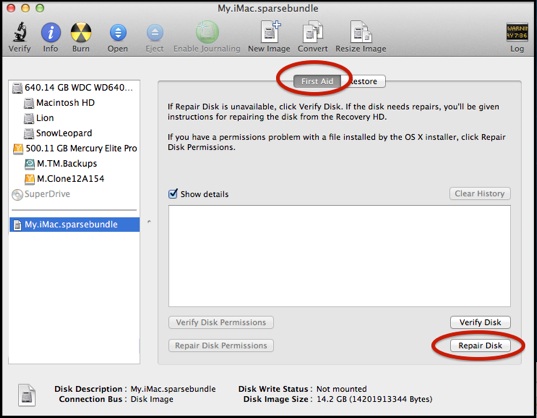 My.iMac.sparsebundle
Verify Info Burn Open Eject Enable Journaling New Image Convert Resize Image Log
First Aid Restore
640.14 GB WDC WD640...
Macintosh HD
Lion
SnowLeopard
500.11 GB Mercury Elite Pro
M.TM.Backups
M.Clone12A154
SuperDrive
My.iMac.sparsebundle
If Repair Disk is unavailable, click Verify Disk. If the disk needs repairs, you'll be given
instructions for repairing the disk from the Recovery HD.
If you have a permissions problem with a file installed by the OS X installer, click Repair
Disk Permissions.
Show details
Clear History
Verify Disk Permissions
Verify Disk
Repair Disk Permissions
Repair Disk
Disk Description : My.iMac.sparsebundle
Connection Bus : Disk Image
Disk Write Status : Not mounted
Disk Image Size : 14.2 GB (14201913344 Bytes)